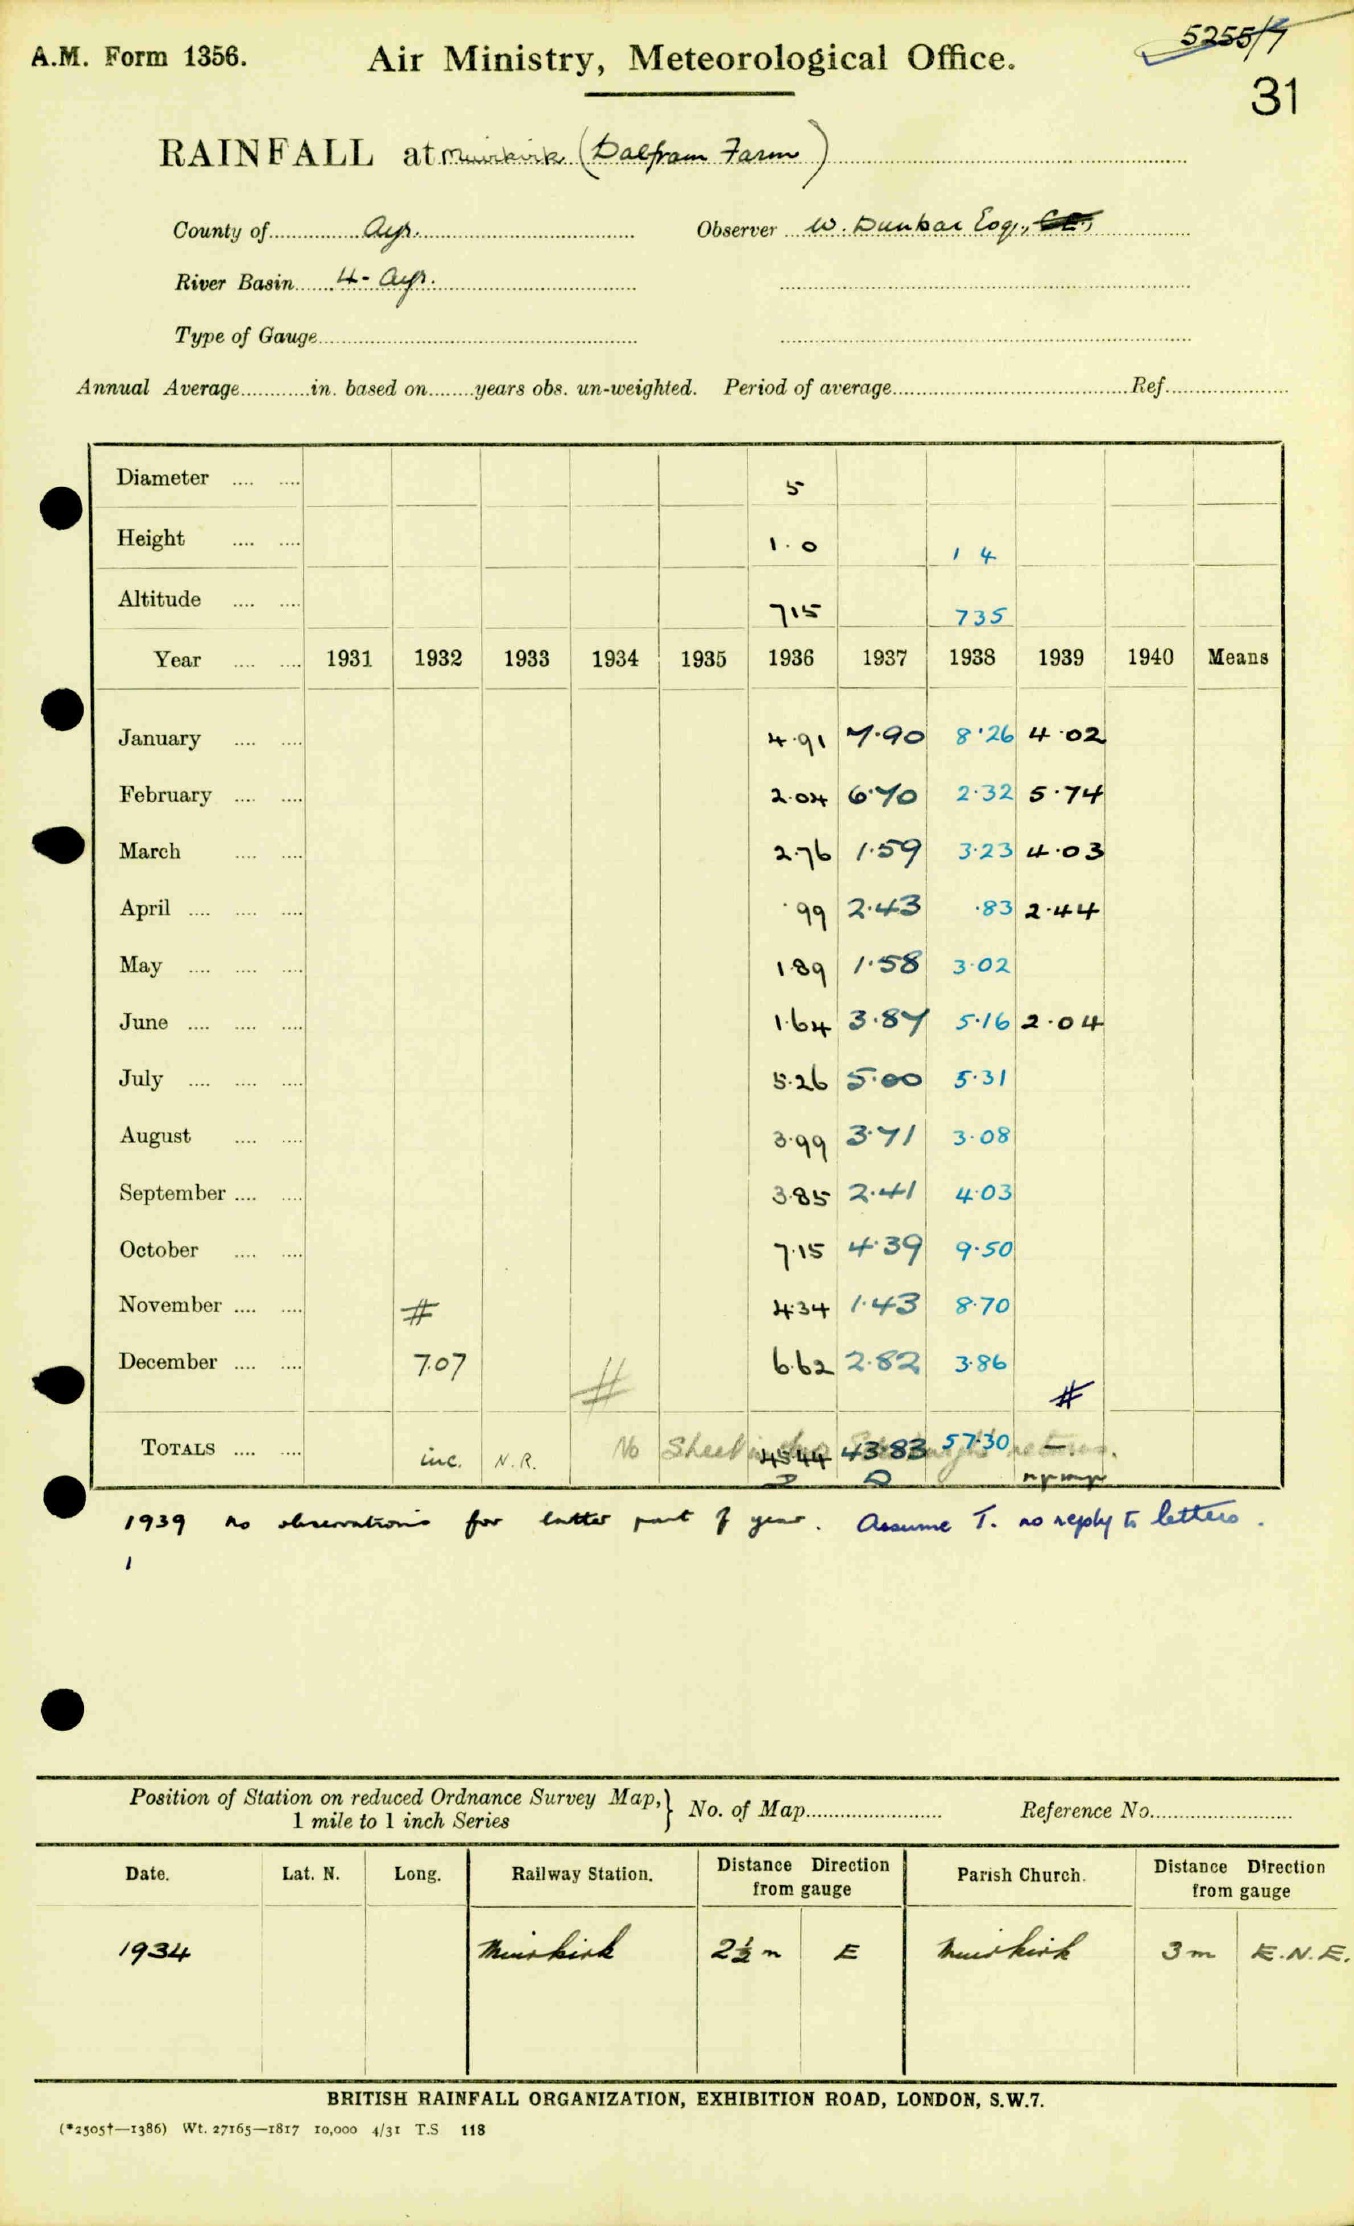 5255/7
A.M. Form 1356. Air Ministry, Meteorological Office.
31
RAINFALL at Muirkirk (Dalfram Farm)
County of Ayr. Observer W. Dunbar Esq.,
River Basin 4- Ayr.
Type of Gauge
Annual Average in. based on years obs. un-weighted. Period of average Ref.
Diameter 5
Height 1.0 1 4
Altitude 715 735
Year 1931 1932 1933 1934 1935 1936 1937 1938 1939 1940 Means
January 4.91 7.90 8.26 4.02
February 2.04 6.70 2.32 5.74
March 2.76 1.59 3.23 4.03
April .99 2.43 .83 2.44
May 1.89 1.58 3.02
June 1.64 3.87 5.16 2.04
July 5.26 5.00 5.31
August 3.99 3.71 3.08
September 3.85 2.41 4.03
October 7.15 4.39 9.50
November # 4.34 1.43 8.70
December 7.07 6.62 2.82 3.86
# #
TOTALS inc. N.R. No Sheet in 45.44 43.83 57.30 — returns.
1939 no observations for latter part of year. Assume T. no reply to letters.
1
Position of Station on reduced Ordnance Survey Map, 1 mile to 1 inch Series } No. of Map Reference No.
Date. Lat. N. Long. Railway Station. Distance Direction from gauge Parish Church. Distance Direction from gauge
1934 Muirkirk 2½ m E Muirkirk 3 m E.N.E.
BRITISH RAINFALL ORGANIZATION, EXHIBITION ROAD, LONDON, S.W.7.
(*2505†—1386) Wt. 27165—1817 10,000 4/31 T.S 118